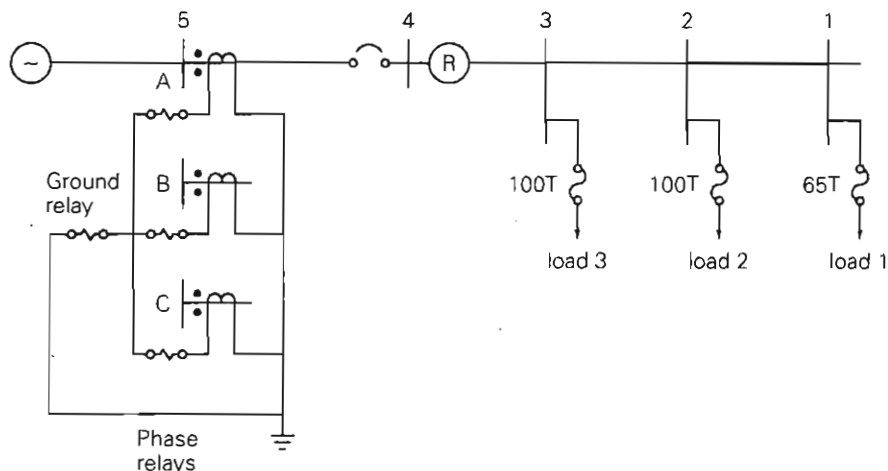 5
4
3
2
1
~
A
R
B
Ground
relay
100T
100T
65T
load 3
load 2
load 1
C
Phase
relays